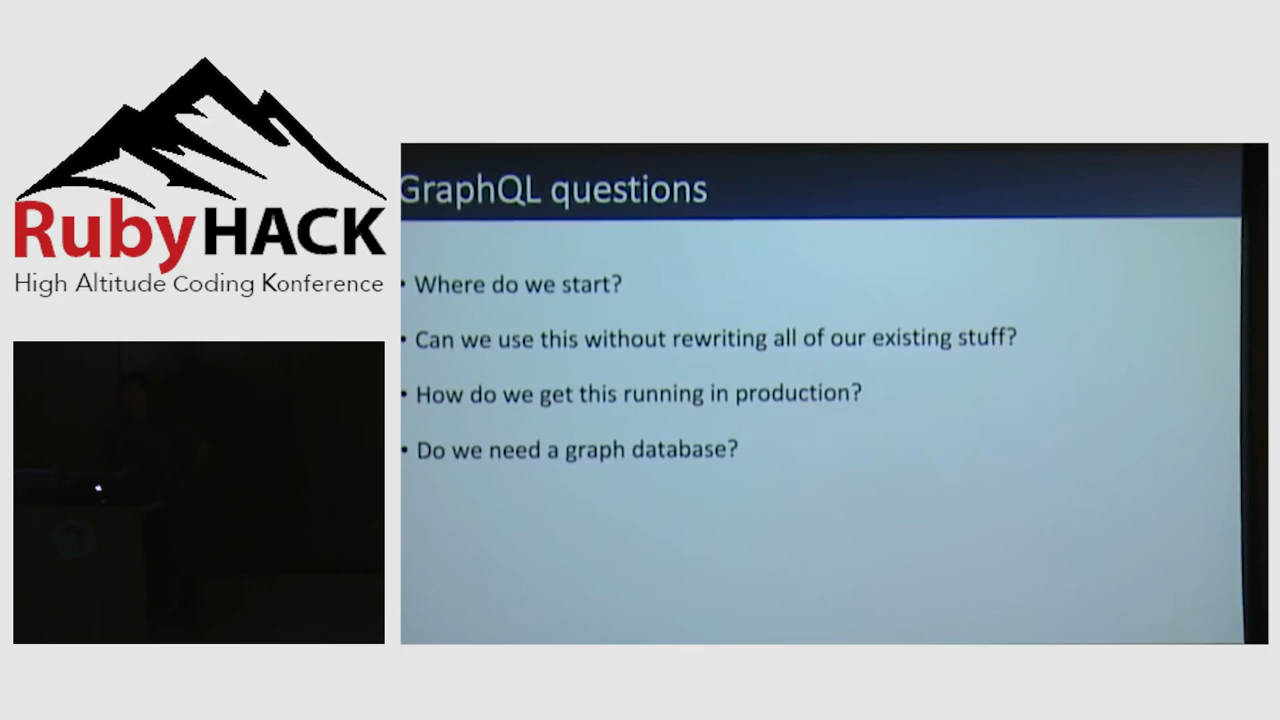 RubyHACK
High Altitude Coding Konference
GraphQL questions
• Where do we start?
• Can we use this without rewriting all of our existing stuff?
• How do we get this running in production?
• Do we need a graph database?